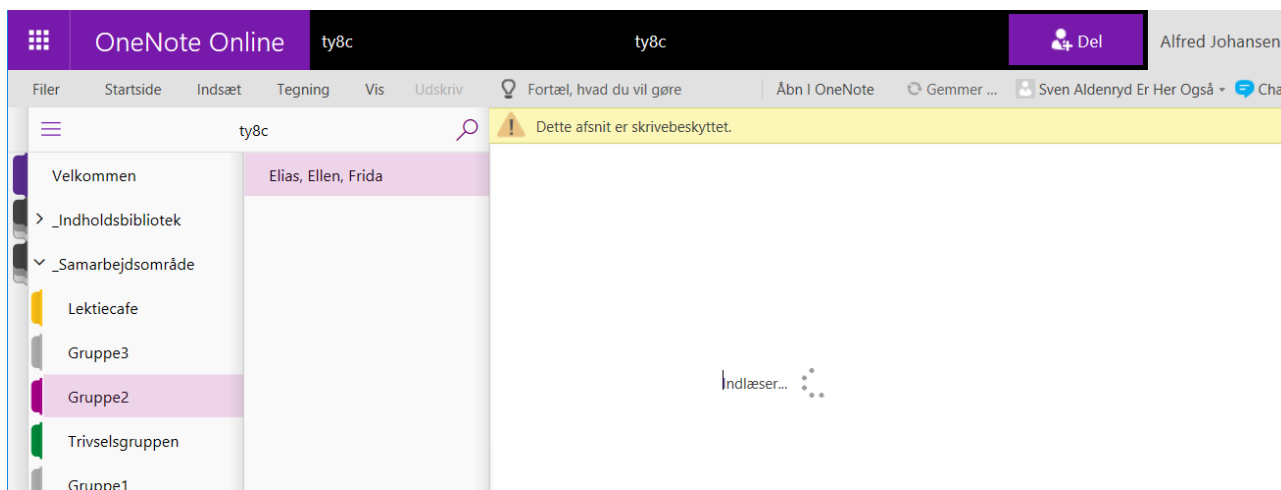 OneNote Online ty8c ty8c Del Alfred Johansen
Filer Startside Indsæt Tegning Vis Udskriv Fortæl, hvad du vil gøre Åbn I OneNote Gemmer ... Sven Aldenryd Er Her Også Cha
ty8c
Dette afsnit er skrivebeskyttet.
Velkommen
Elias, Ellen, Frida
_Indholdsbibliotek
_Samarbejdsområde
Lektiecafe
Gruppe3
Gruppe2
Indlæser...
Trivselsgruppen
Gruppe1